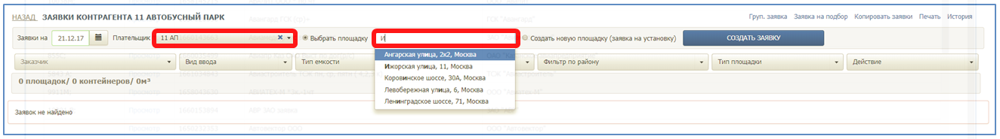 НАЗАД ЗАЯВКИ КОНТРАГЕНТА 11 АВТОБУСНЫЙ ПАРК
Груп. заявка Заявка на подбор Копировать заявки Печать История
Заявки на 21.12.17 Плательщик 11 АП Выбрать площадку И Создать новую площадку (заявка на установку) СОЗДАТЬ ЗАЯВКУ
Ангарская улица, 2к2, Москва
Ижорская улица, 11, Москва
Коровинское шоссе, 30А, Москва
Левобережная улица, 6, Москва
Ленинградское шоссе, 71, Москва
Заказчик Вид ввода Тип емкости Фильтр по району Тип площадки Действие
0 площадок/ 0 контейнеров/ 0м³
Заявок не найдено